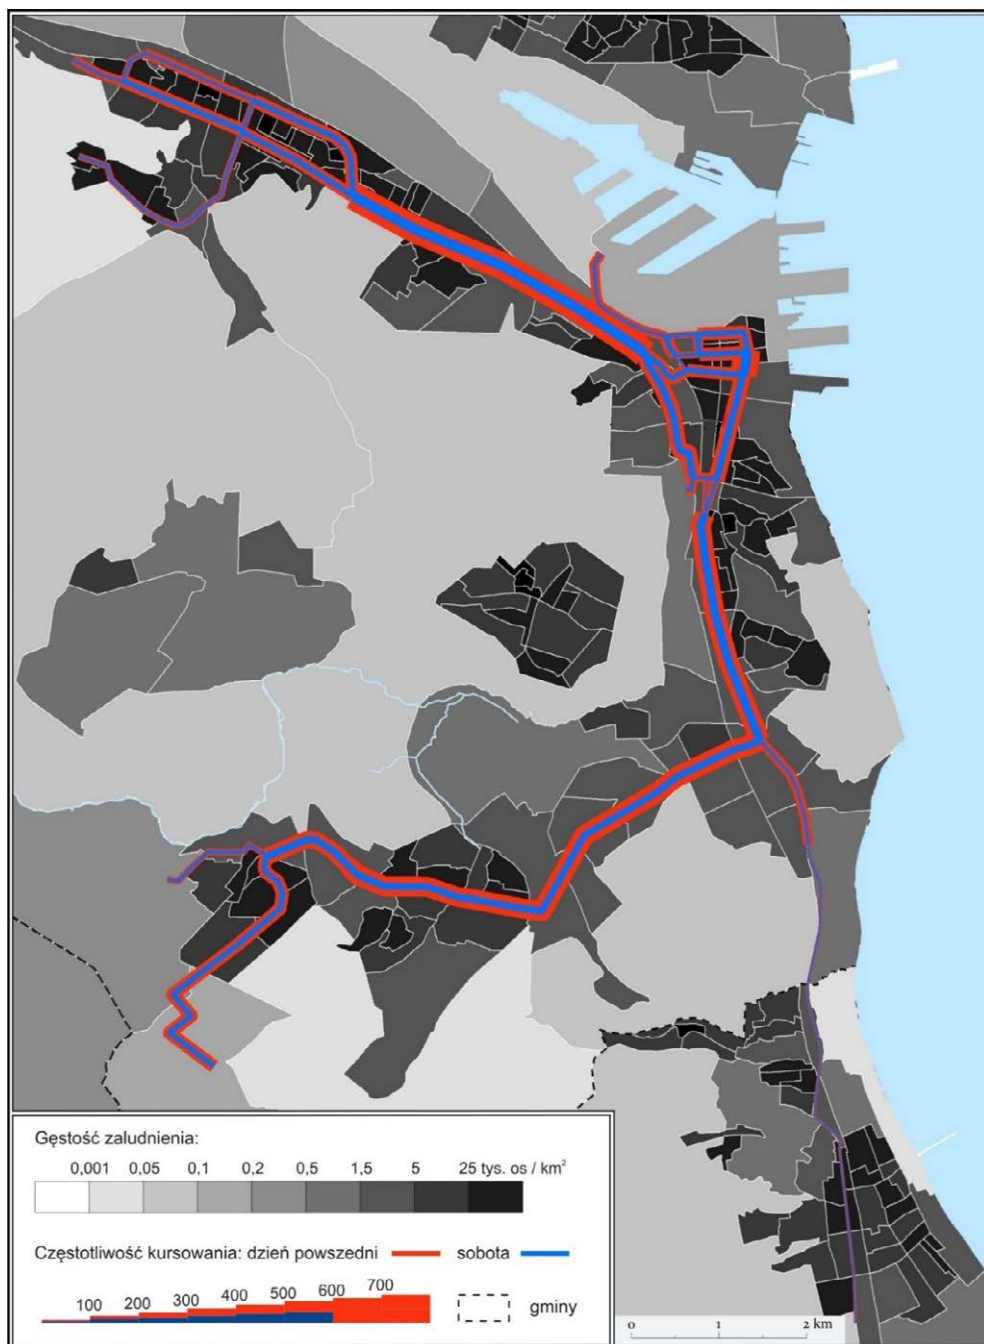 Gęstość zaludnienia:
0,001 0,05 0,1 0,2 0,5 1,5 5 25 tys. os / km²
Częstotliwość kursowania: dzień powszedni sobota
100 200 300 400 500 600 700
gminy
0 1 2 km